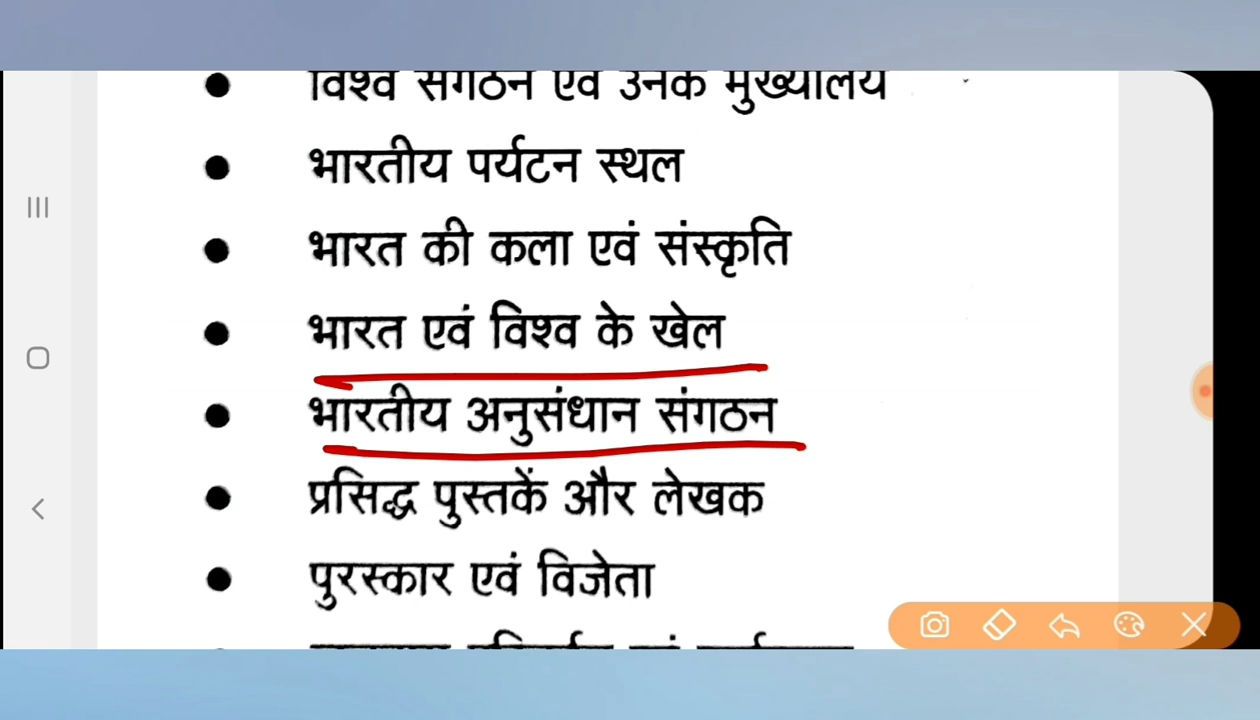 विश्व संगठन एवं उनके मुख्यालय
भारतीय पर्यटन स्थल
भारत की कला एवं संस्कृति
भारत एवं विश्व के खेल
भारतीय अनुसंधान संगठन
प्रसिद्ध पुस्तकें और लेखक
पुरस्कार एवं विजेता